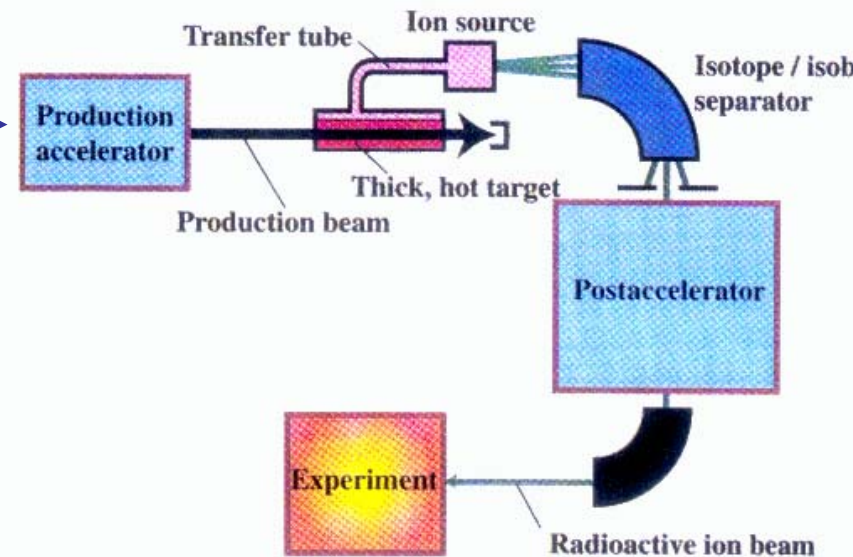 Ion source
Transfer tube
Isotope / isob
separator
Production
accelerator
Thick, hot target
Production beam
Postaccelerator
Experiment
Radioactive ion beam